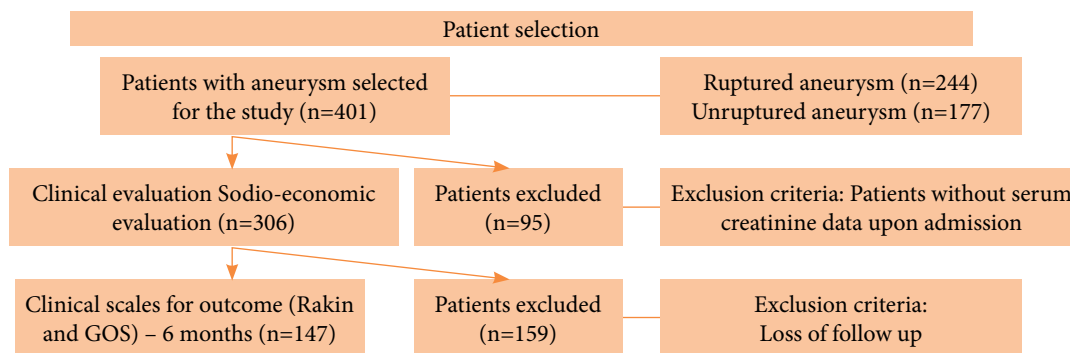 Patient selection
Patients with aneurysm selected
for the study (n=401)
Ruptured aneurysm (n=244)
Unruptured aneurysm (n=177)
Clinical evaluation Sodio-economic
evaluation (n=306)
Patients excluded
(n=95)
Exclusion criteria: Patients without serum
creatinine data upon admission
Clinical scales for outcome (Rakin
and GOS) – 6 months (n=147)
Patients excluded
(n=159)
Exclusion criteria:
Loss of follow up